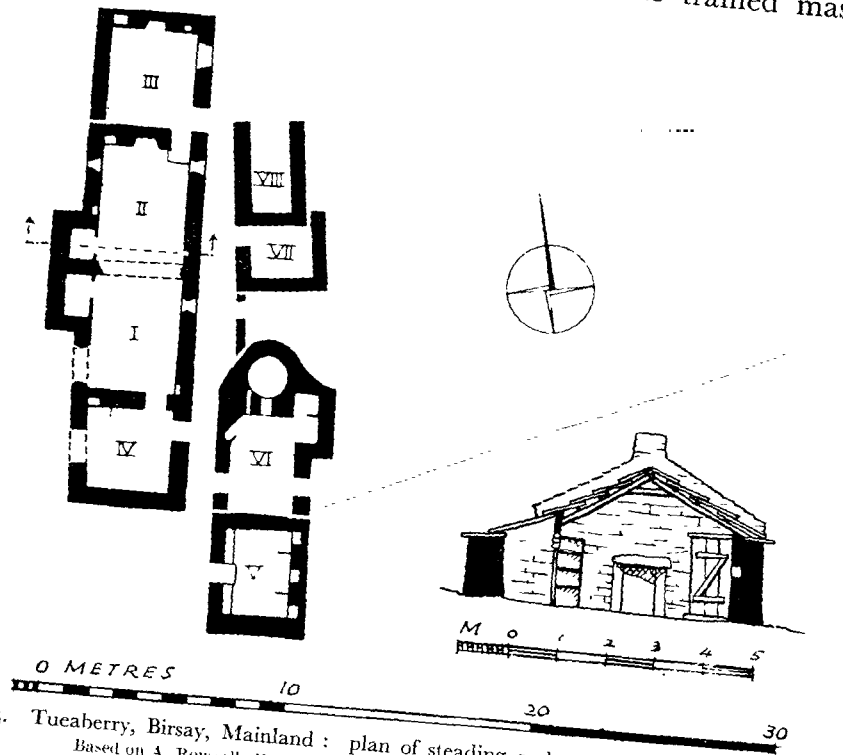 trained
III
VIII
II
VII
I
IV
VI
V
M 0 1 2 3 4 5
0 METRES 10 20 30
Tueaberry, Birsay, Mainland : plan of steading
Based on A.